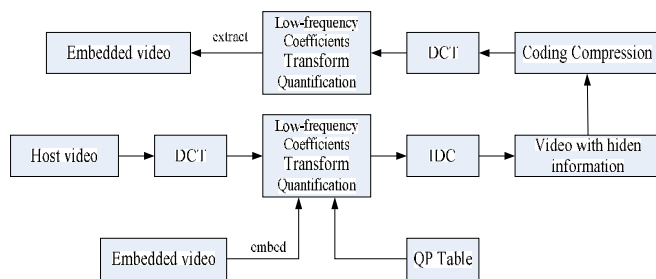 Embedded video
extract
Low-frequency
Coefficients
Transform
Quantification
DCT
Coding Compression
Host video
DCT
Low-frequency
Coefficients
Transform
Quantification
IDC
Video with hiden
information
Embedded video
embed
QP Table